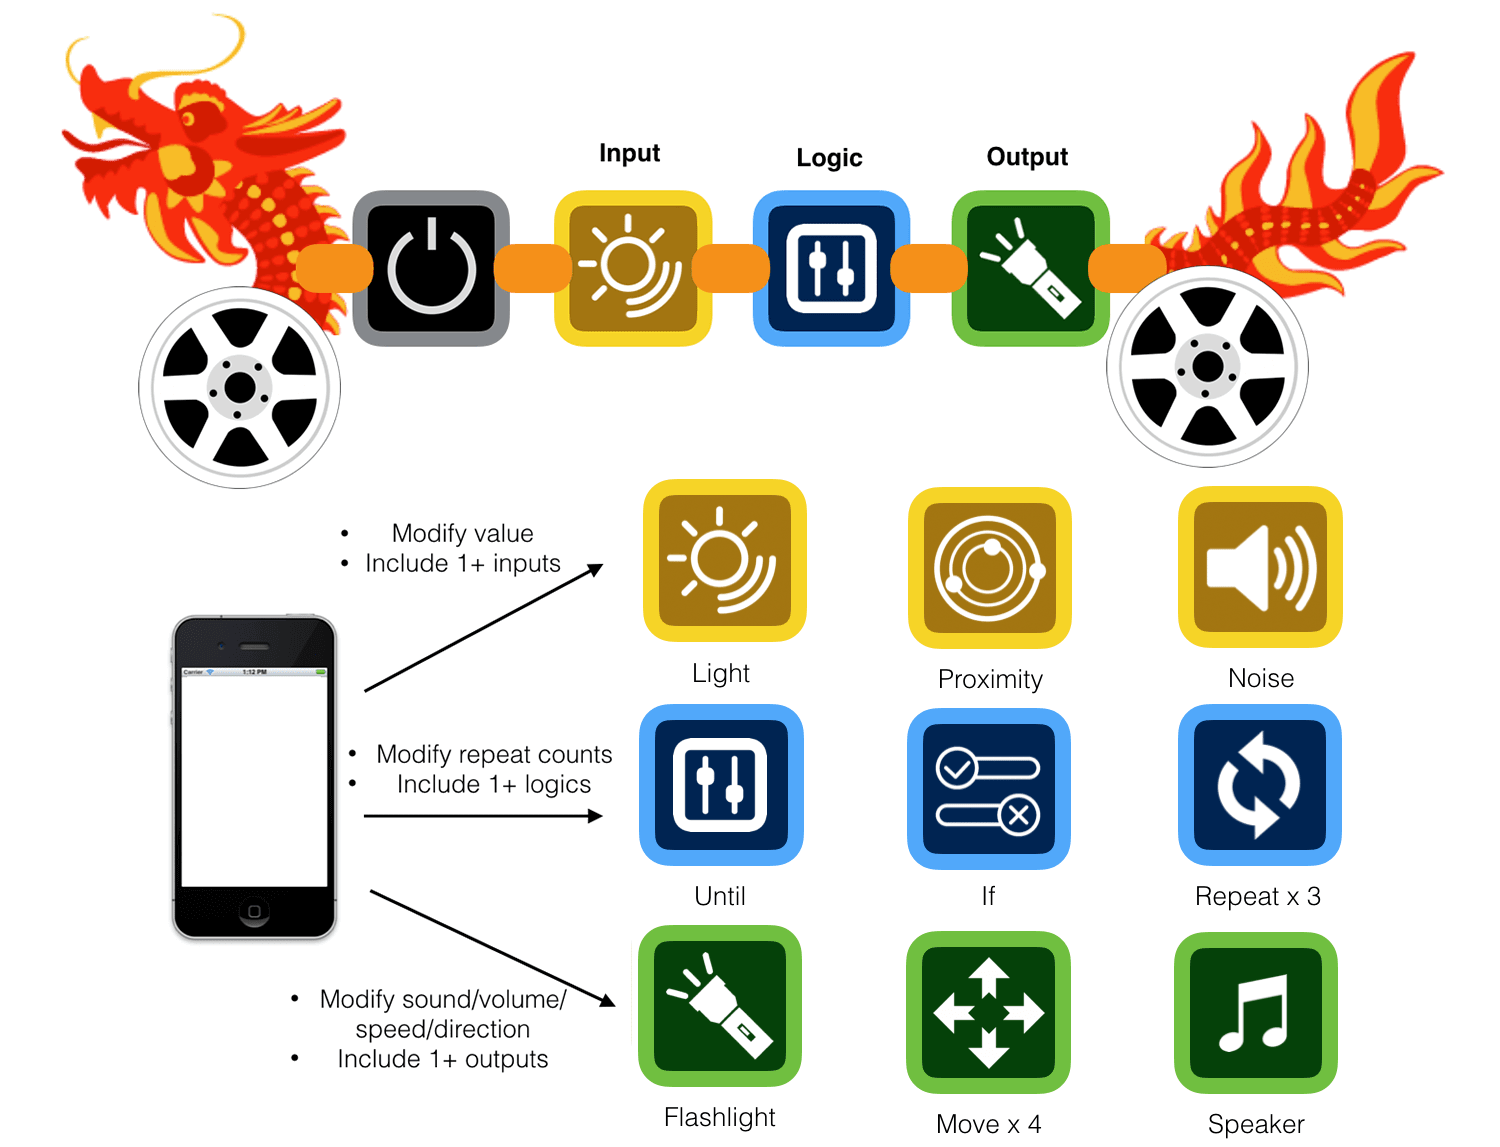 Input
Logic
Output
• Modify value
• Include 1+ inputs
Carrier
1:12 PM
Light
Proximity
Noise
• Modify repeat counts
• Include 1+ logics
Until
If
Repeat x 3
• Modify sound/volume/
speed/direction
• Include 1+ outputs
Flashlight
Move x 4
Speaker